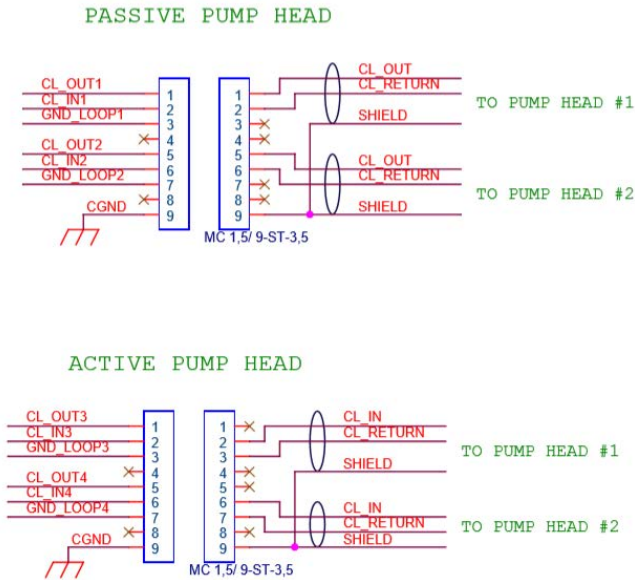 PASSIVE PUMP HEAD
CL_OUT1
CL_IN1
GND_LOOP1
CL_OUT2
CL_IN2
GND_LOOP2
CGND
1
2
3
4
5
6
7
8
9
1
2
3
4
5
6
7
8
9
MC 1,5/ 9-ST-3,5
CL_OUT
CL_RETURN
SHIELD
TO PUMP HEAD #1
CL_OUT
CL_RETURN
SHIELD
TO PUMP HEAD #2
ACTIVE PUMP HEAD
CL_OUT3
CL_IN3
GND_LOOP3
CL_OUT4
CL_IN4
GND_LOOP4
CGND
1
2
3
4
5
6
7
8
9
1
2
3
4
5
6
7
8
9
MC 1,5/ 9-ST-3,5
CL_IN
CL_RETURN
SHIELD
TO PUMP HEAD #1
CL_IN
CL_RETURN
SHIELD
TO PUMP HEAD #2